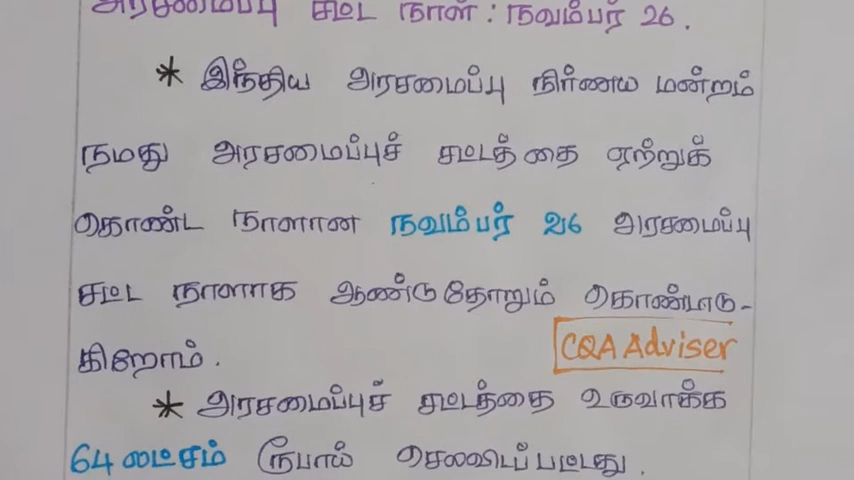 அரசமைப்பு சட்ட நாள் : நவம்பர் 26 .
* இந்திய அரசமைப்பு நிர்ணய மன்றம்
நமது அரசமைப்புச் சட்டத்தை ஏற்றுக்
கொண்ட நாளான நவம்பர் 26 அரசமைப்பு
சட்ட நாளாக ஆண்டுதோறும் கொண்டாடு-
கிறோம் .
CQA Adviser
* அரசமைப்புச் சட்டத்தை உருவாக்க
64 லட்சம் ரூபாய் செலவிடப்பட்டது .